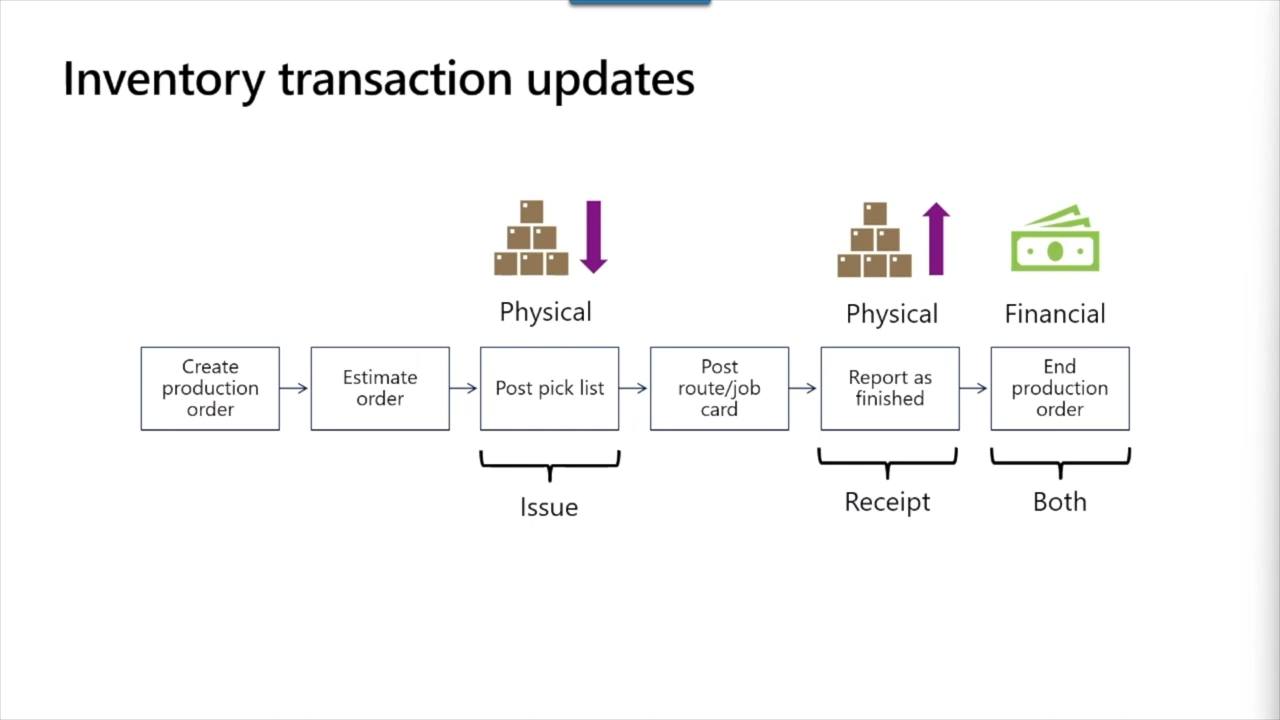 Inventory transaction updates
Physical
Physical
Financial
Create
production
order
Estimate
order
Post pick list
Post
route/job
card
Report as
finished
End
production
order
Issue
Receipt
Both